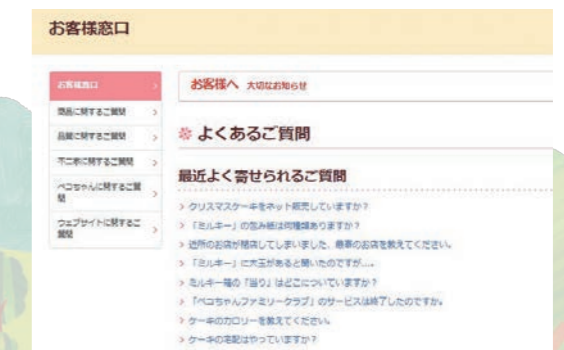 お客様窓口
お客様窓口
商品に関するご質問
品質に関するご質問
不二家に関するご質問
ペコちゃんに関するご質
問
ウェブサイトに関するご
質問
お客様へ 大切なお知らせ
よくあるご質問
最近よく寄せられるご質問
クリスマスケーキをネット販売していますか?
「ミルキー」の包み紙は何種類ありますか?
近所のお店が閉店してしまいました、最寄のお店を教えてください。
「ミルキー」に大玉があると聞いたのですが…。
ミルキー箱の「当り」はどこについていますか?
「ペコちゃんファミリークラブ」のサービスは終了したのですか。
ケーキのカロリーを教えてください。
ケーキの宅配はやっていますか?